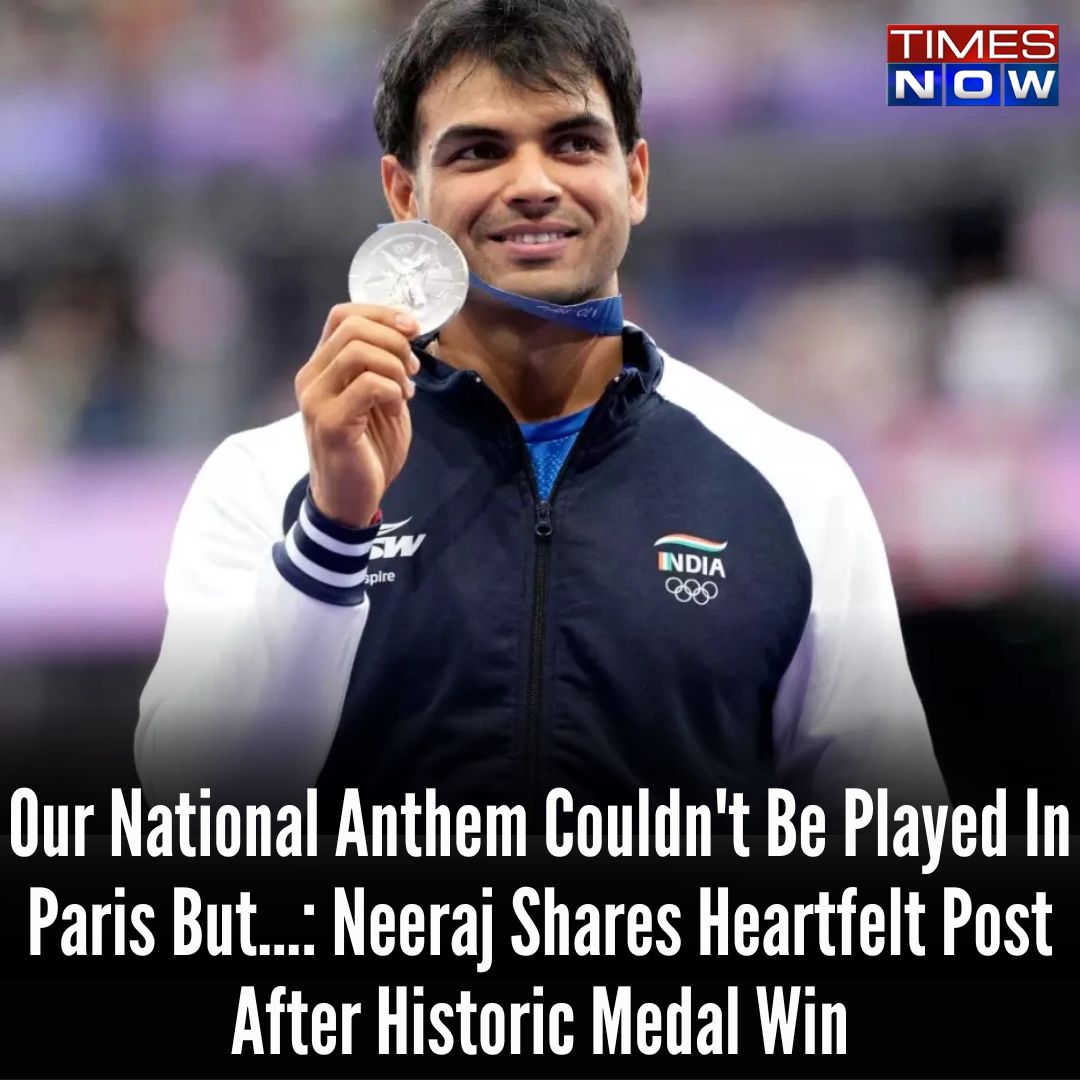 TIMES
NOW
SW
spire
INDIA
Our National Anthem Couldn't Be Played In
Paris But...: Neeraj Shares Heartfelt Post
After Historic Medal Win